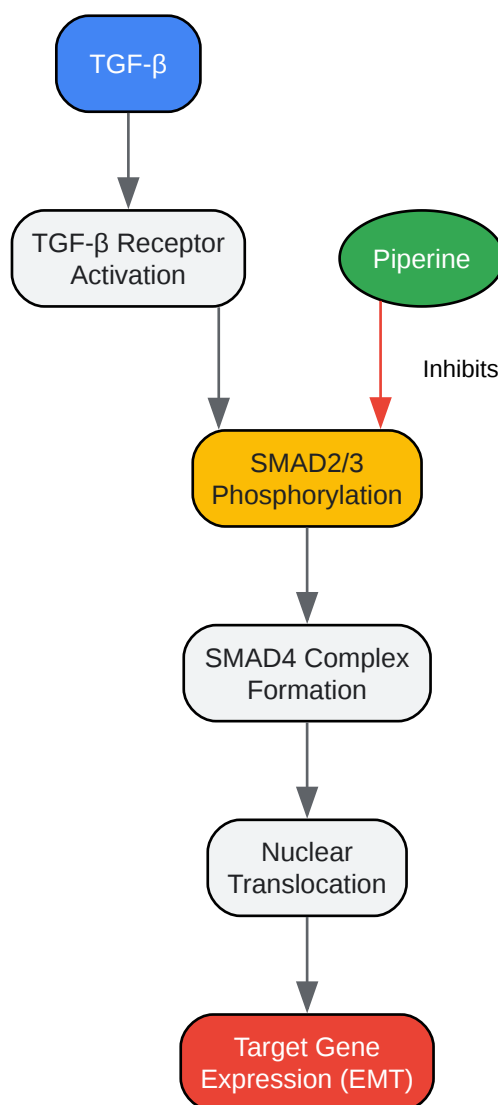 TGF-β
TGF-β Receptor
Activation
Piperine
Inhibits
SMAD2/3
Phosphorylation
SMAD4 Complex
Formation
Nuclear
Translocation
Target Gene
Expression (EMT)